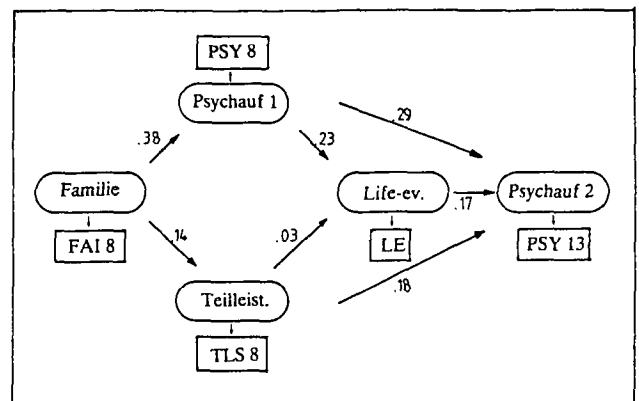 PSY 8
Psychauf 1
.38
.23
.29
Familie
Life-ev.
.17
Psychauf 2
FAI 8
.14
.03
LE
PSY 13
Teilleist.
.18
TLS 8